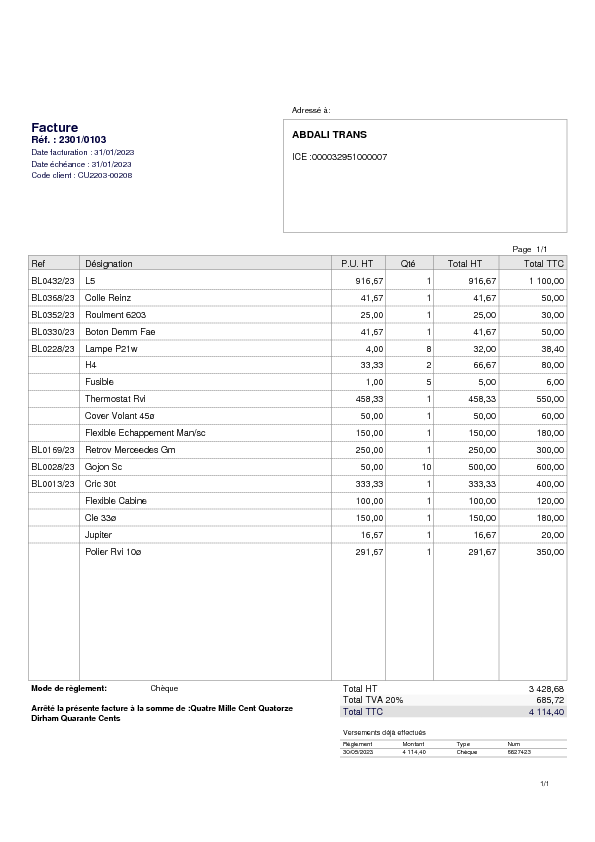 Adressé à:
Facture
Réf. : 2301/0103
Date facturation : 31/01/2023
Date échéance : 31/01/2023
Code client : CU2203-00208
ABDALI TRANS
ICE :000032951000007
Page 1/1
Ref Désignation P.U. HT Qté Total HT Total TTC
BL0432/23 L5 916,67 1 916,67 1 100,00
BL0368/23 Colle Reinz 41,67 1 41,67 50,00
BL0352/23 Roulment 6203 25,00 1 25,00 30,00
BL0330/23 Boton Demm Fae 41,67 1 41,67 50,00
BL0228/23 Lampe P21w 4,00 8 32,00 38,40
H4 33,33 2 66,67 80,00
Fusible 1,00 5 5,00 6,00
Thermostat Rvi 458,33 1 458,33 550,00
Cover Volant 45ø 50,00 1 50,00 60,00
Flexible Echappement Man/sc 150,00 1 150,00 180,00
BL0169/23 Retrov Merceedes Gm 250,00 1 250,00 300,00
BL0028/23 Gojon Sc 50,00 10 500,00 600,00
BL0013/23 Cric 30t 333,33 1 333,33 400,00
Flexible Cabine 100,00 1 100,00 120,00
Cle 33ø 150,00 1 150,00 180,00
Jupiter 16,67 1 16,67 20,00
Polier Rvi 10ø 291,67 1 291,67 350,00
Mode de règlement: Chèque
Total HT 3 428,68
Total TVA 20% 685,72
Total TTC 4 114,40
Arrêté la présente facture à la somme de :Quatre Mille Cent Quatorze
Dirham Quarante Cents
Versements déjà effectués
Règlement Montant Type Num
30/05/2023 4 114,40 Chèque 6627423
1/1